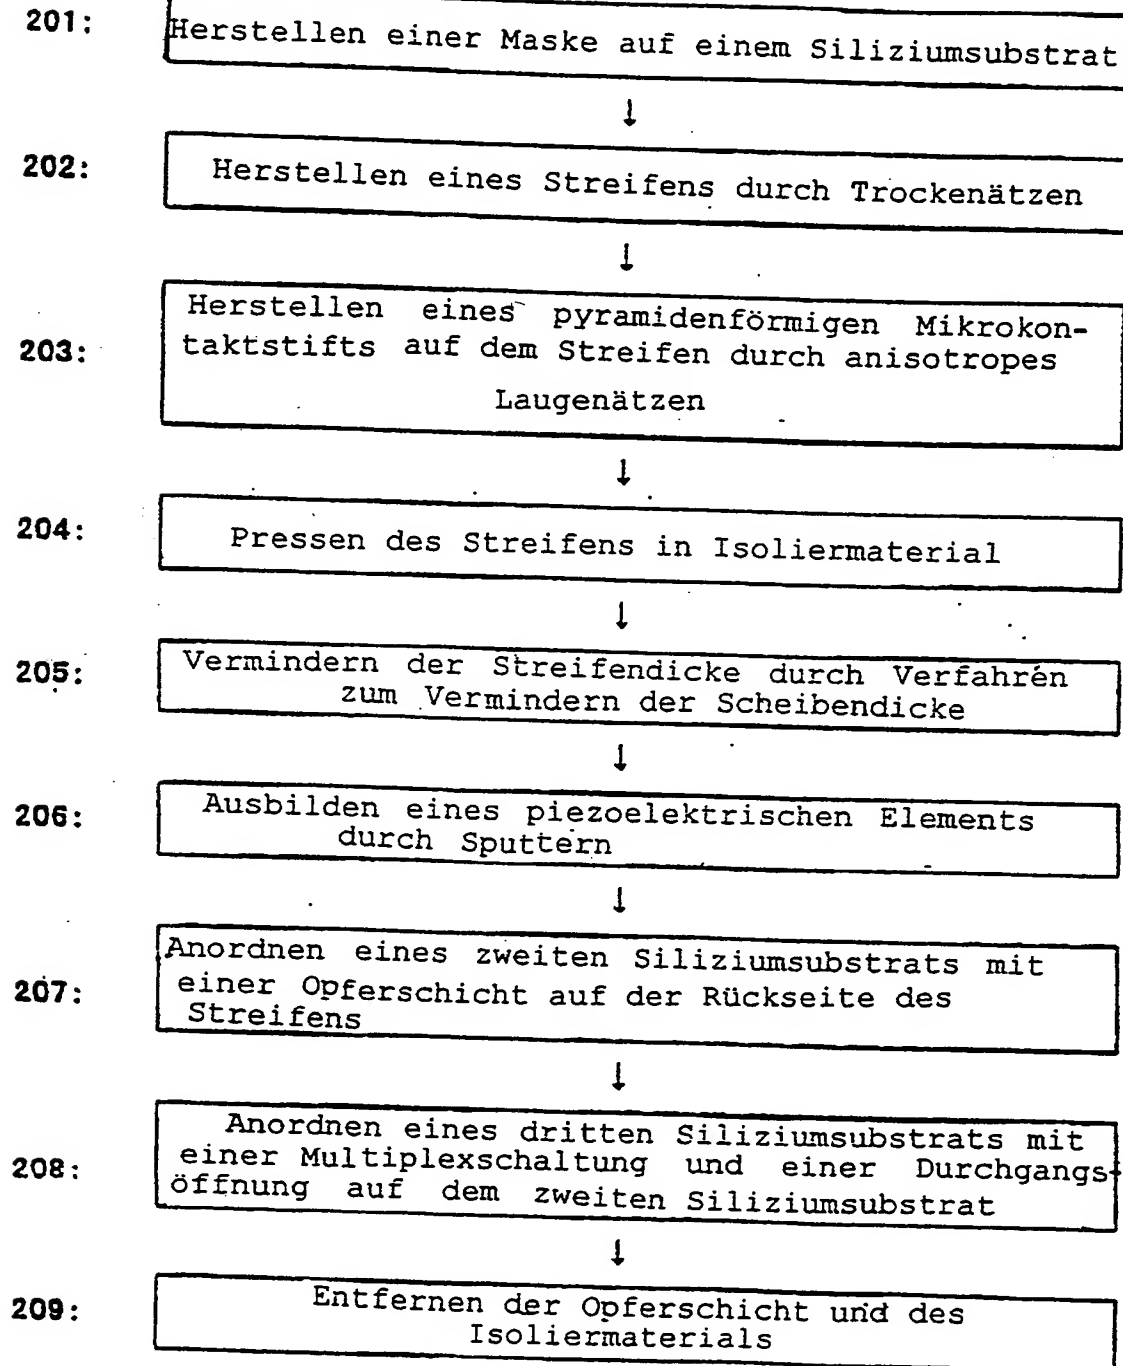 201:
Herstellen einer Maske auf einem Siliziumsubstrat
↓
202:
Herstellen eines Streifens durch Trockenätzen
↓
203:
Herstellen eines pyramidenförmigen Mikrokon-
taktstifts auf dem Streifen durch anisotropes
Laugenätzen
↓
204:
Pressen des Streifens in Isoliermaterial
↓
205:
Vermindern der Streifendicke durch Verfahren
zum Vermindern der Scheibendicke
↓
206:
Ausbilden eines piezoelektrischen Elements
durch Sputtern
↓
207:
Anordnen eines zweiten Siliziumsubstrats mit
einer Opferschicht auf der Rückseite des
Streifens
↓
208:
Anordnen eines dritten Siliziumsubstrats mit
einer Multiplexschaltung und einer Durchgangs-
öffnung auf dem zweiten Siliziumsubstrat
↓
209:
Entfernen der Opferschicht und des
Isoliermaterials